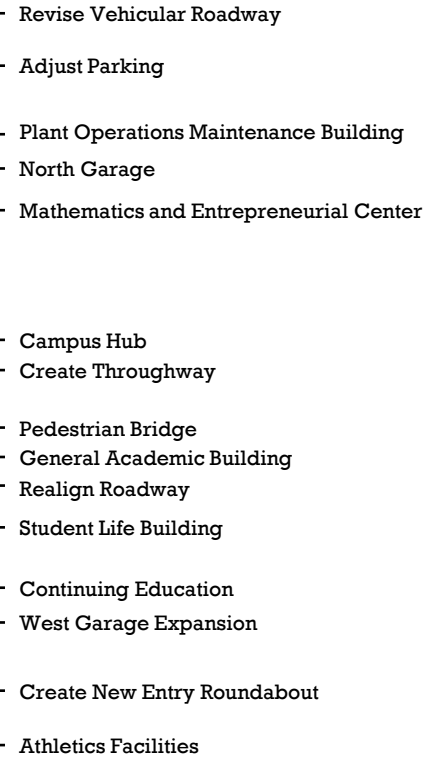 - Revise Vehicular Roadway
- Adjust Parking
- Plant Operations Maintenance Building
- North Garage
- Mathematics and Entrepreneurial Center
- Campus Hub
- Create Throughway
- Pedestrian Bridge
- General Academic Building
- Realign Roadway
- Student Life Building
- Continuing Education
- West Garage Expansion
- Create New Entry Roundabout
- Athletics Facilities